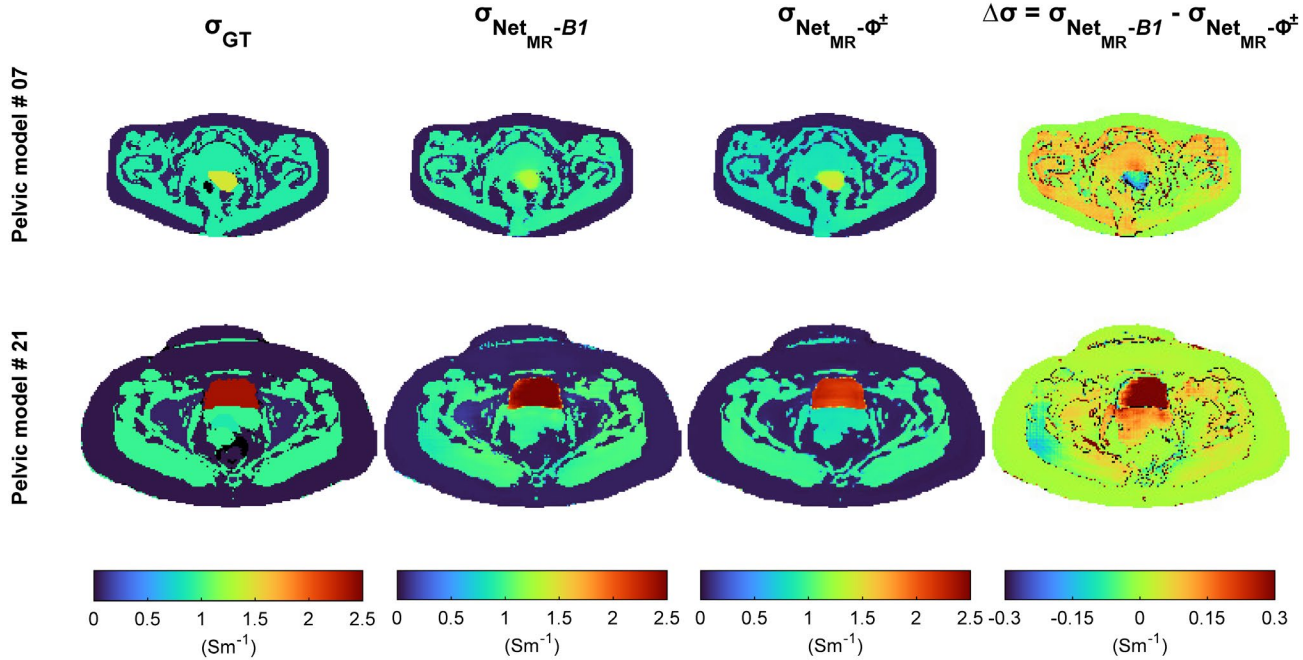 σGT σNetMR-B1 σNetMR-Φ± Δσ = σNetMR-B1 - σNetMR-Φ±
Pelvic model # 07
Pelvic model # 21
0 0.5 1 1.5 2 2.5 0 0.5 1 1.5 2 2.5 0 0.5 1 1.5 2 2.5 -0.3 -0.15 0 0.15 0.3
(Sm⁻¹) (Sm⁻¹) (Sm⁻¹) (Sm⁻¹)